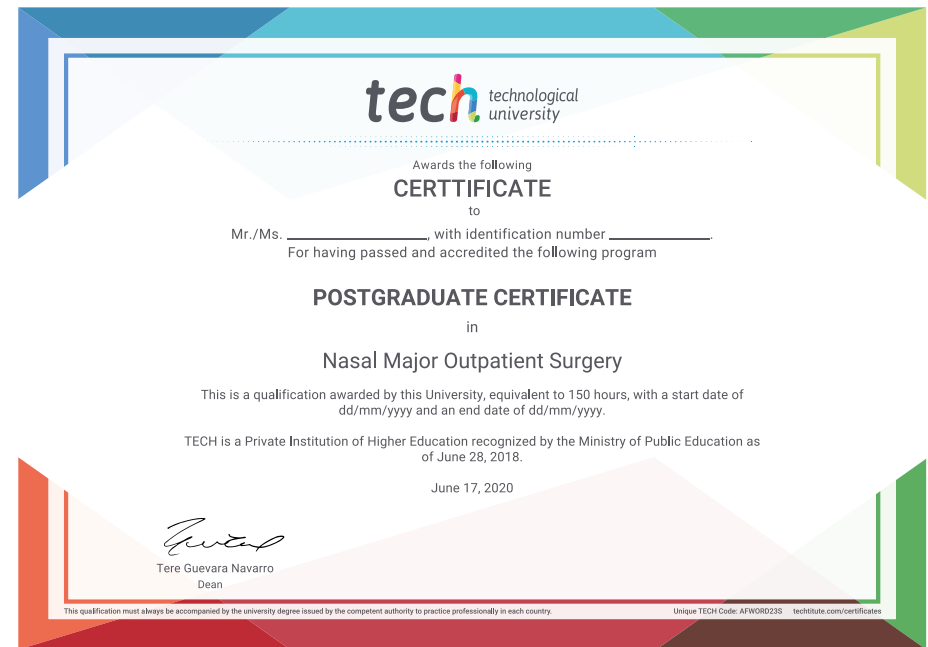 tech technological
university
Awards the following
CERTTIFICATE
to
Mr./Ms. ____________________, with identification number ______________.
For having passed and accredited the following program
POSTGRADUATE CERTIFICATE
in
Nasal Major Outpatient Surgery
This is a qualification awarded by this University, equivalent to 150 hours, with a start date of
dd/mm/yyyy and an end date of dd/mm/yyyy.
TECH is a Private Institution of Higher Education recognized by the Ministry of Public Education as
of June 28, 2018.
June 17, 2020
Tere Guevara Navarro
Dean
This qualification must always be accompanied by the university degree issued by the competent authority to practice professionally in each country.
Unique TECH Code: AFWORD23S techtitute.com/certificates